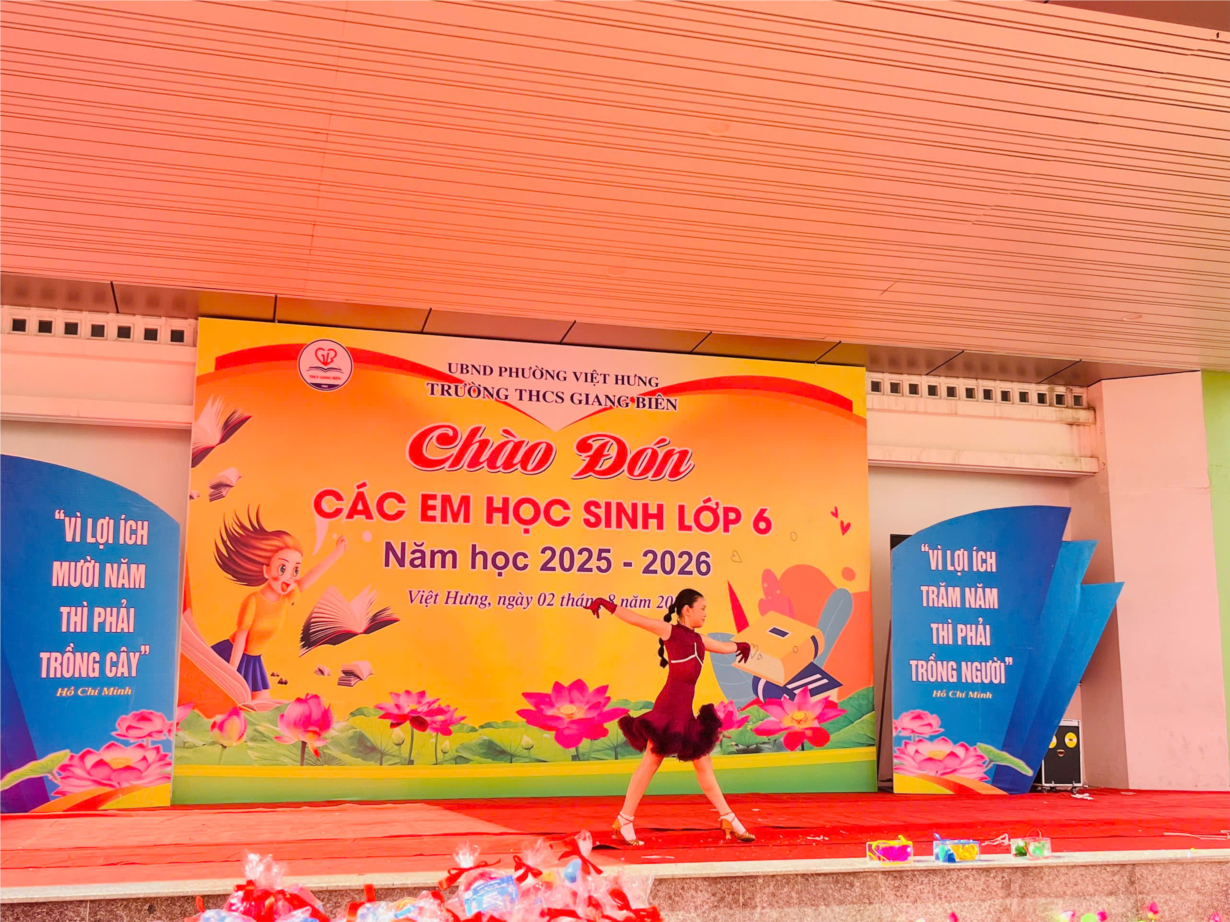 UBND PHƯỜNG VIỆT HƯNG
TRƯỜNG THCS GIANG BIÊN
Chào Đón
CÁC EM HỌC SINH LỚP 6
Năm học 2025 - 2026
Việt Hưng, ngày 02 tháng 8 năm
"VÌ LỢI ÍCH
MƯỜI NĂM
THÌ PHẢI
TRỒNG CÂY"
Hồ Chí Minh
"VÌ LỢI ÍCH
TRĂM NĂM
THÌ PHẢI
TRỒNG NGƯỜI"
Hồ Chí Minh